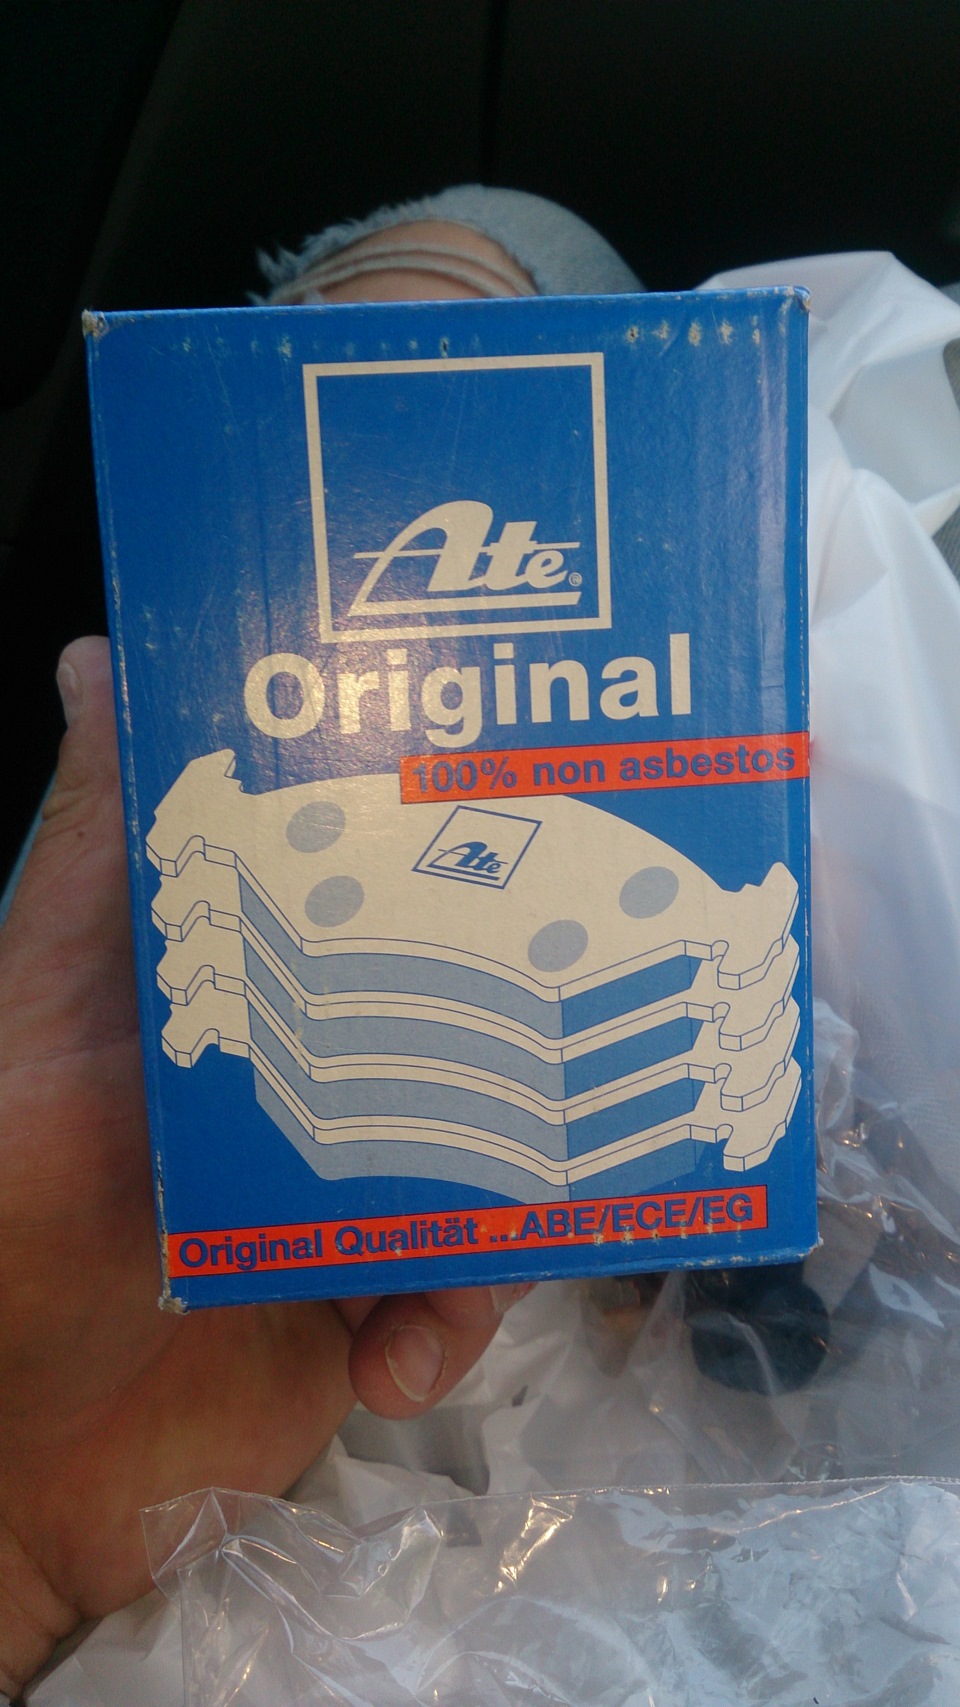 Ate®
Original
100% non asbestos
Ate
Original Qualität ...ABE/ECE/EG